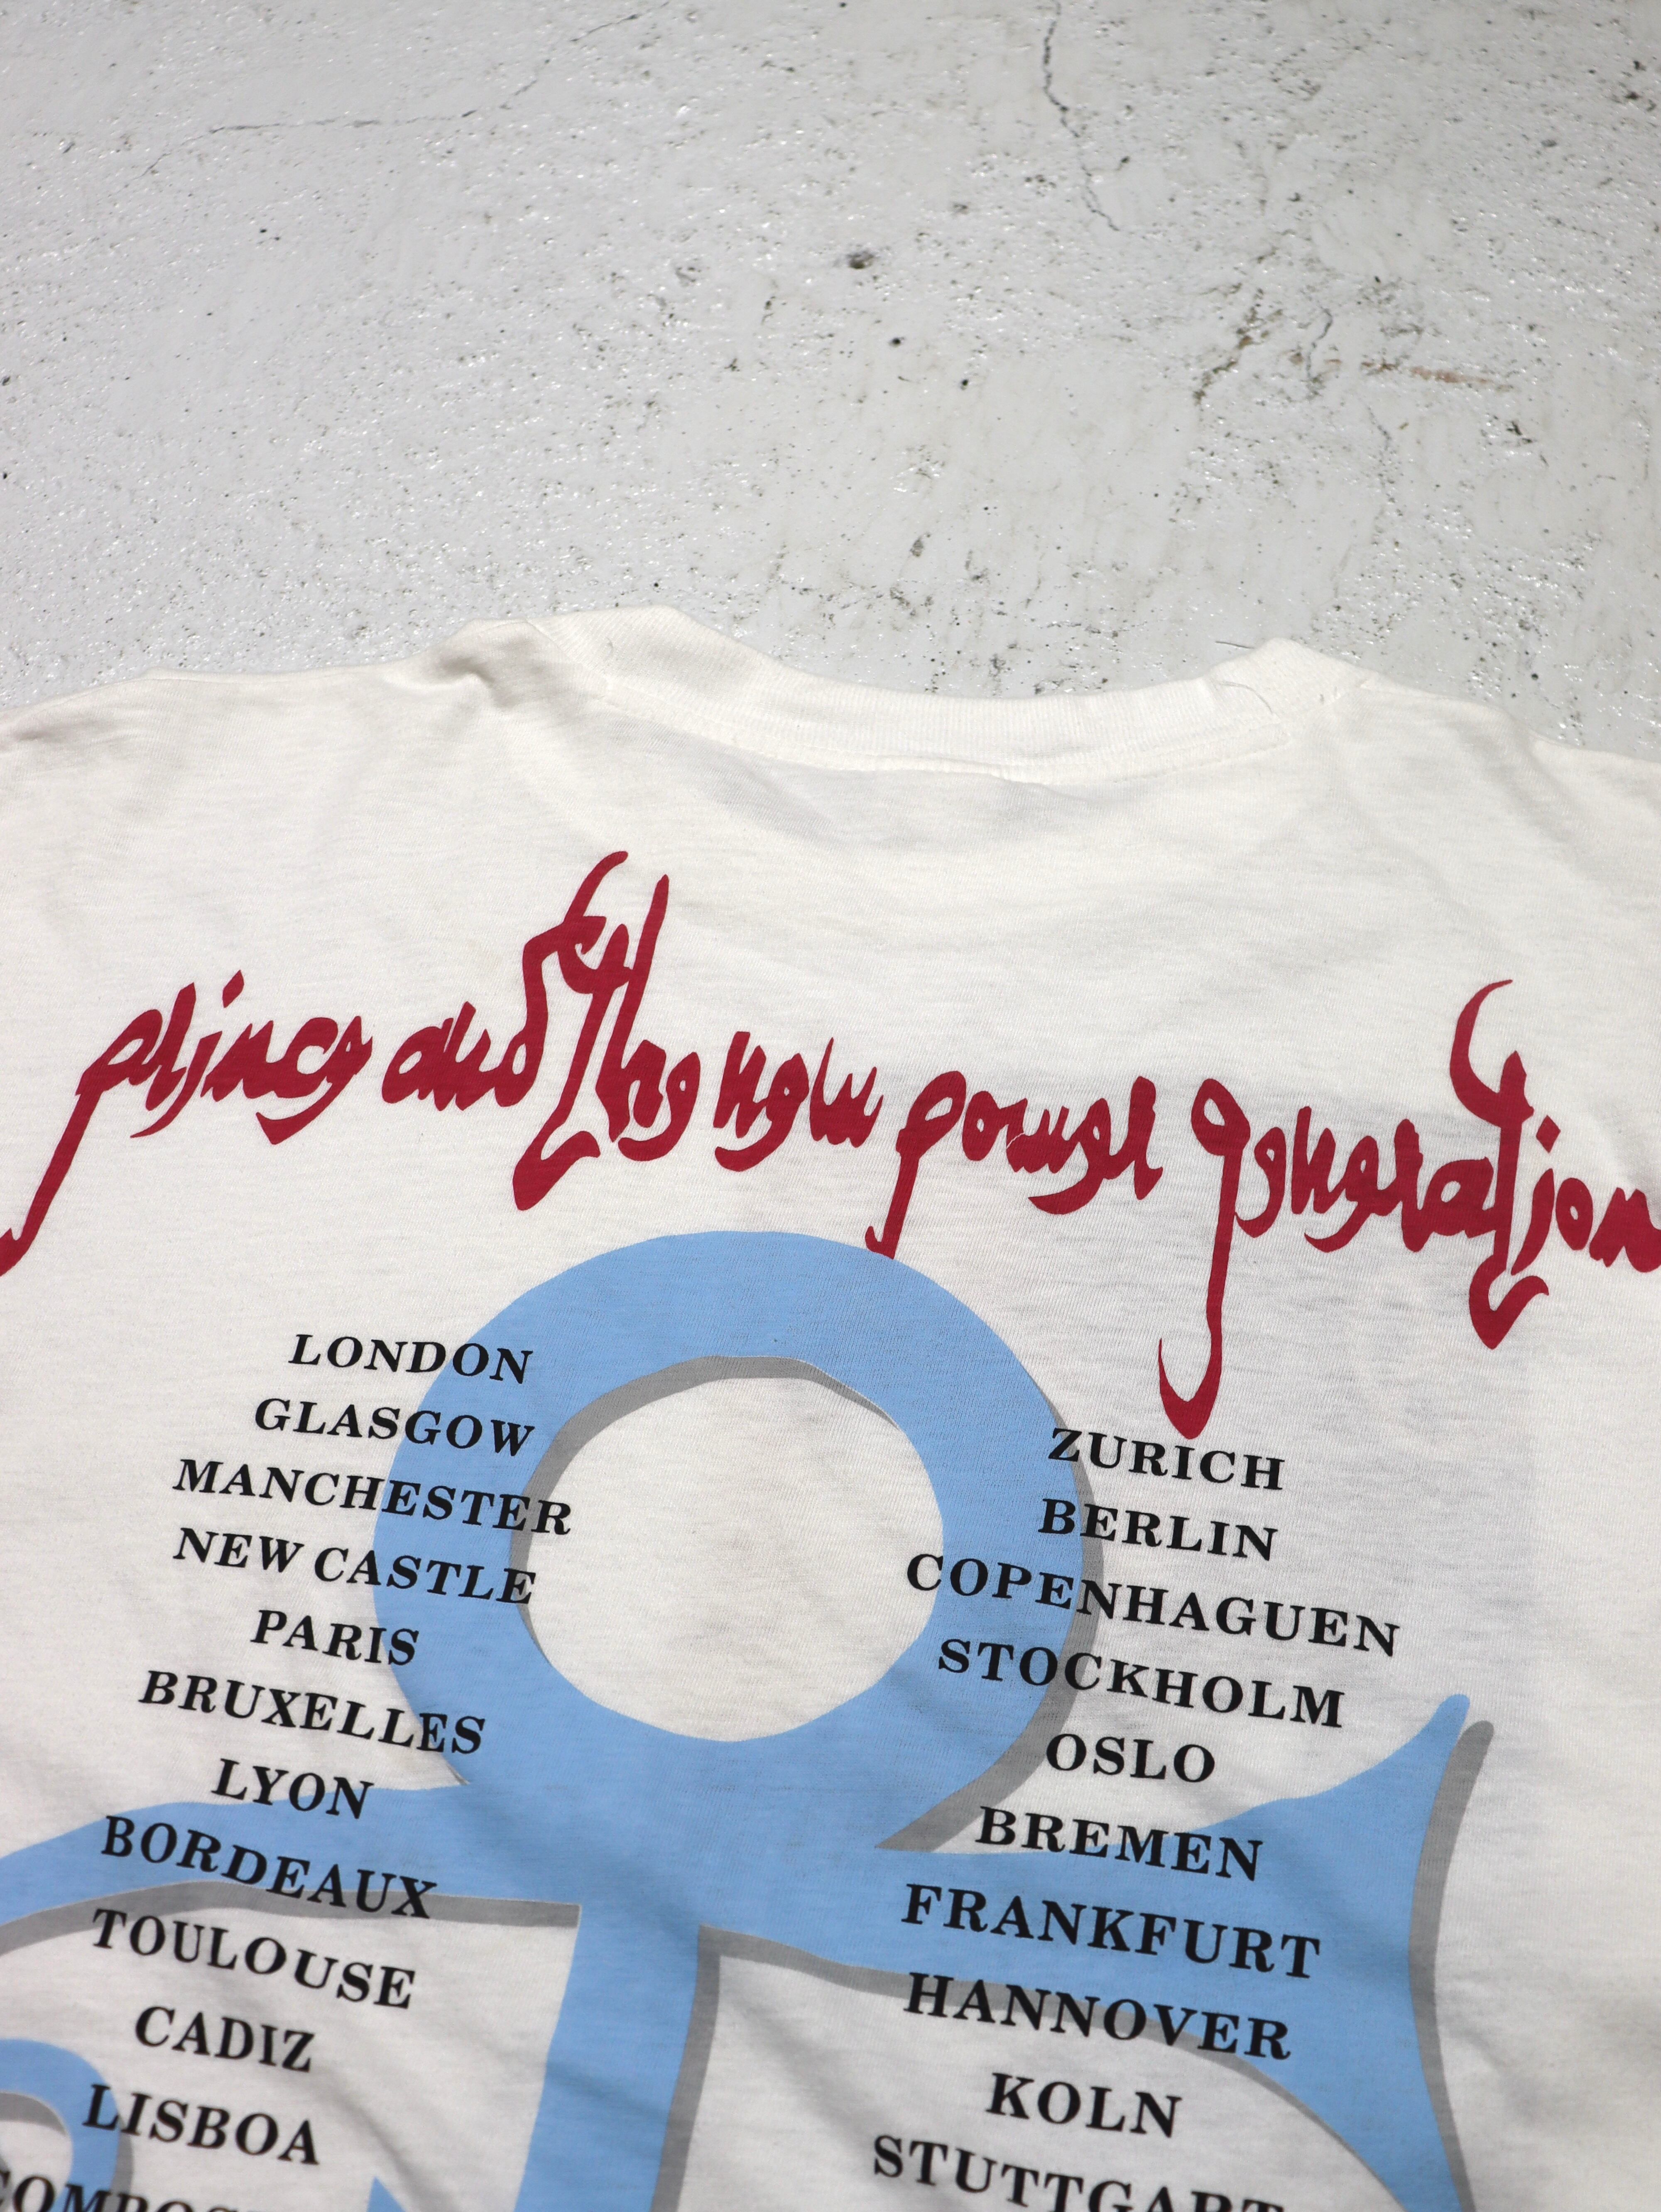 prince and the new power generation
LONDON
GLASGOW
MANCHESTER
NEW CASTLE
PARIS
BRUXELLES
LYON
BORDEAUX
TOULOUSE
CADIZ
LISBOA
ZURICH
BERLIN
COPENHAGUEN
STOCKHOLM
OSLO
BREMEN
FRANKFURT
HANNOVER
KOLN
STUTTGART